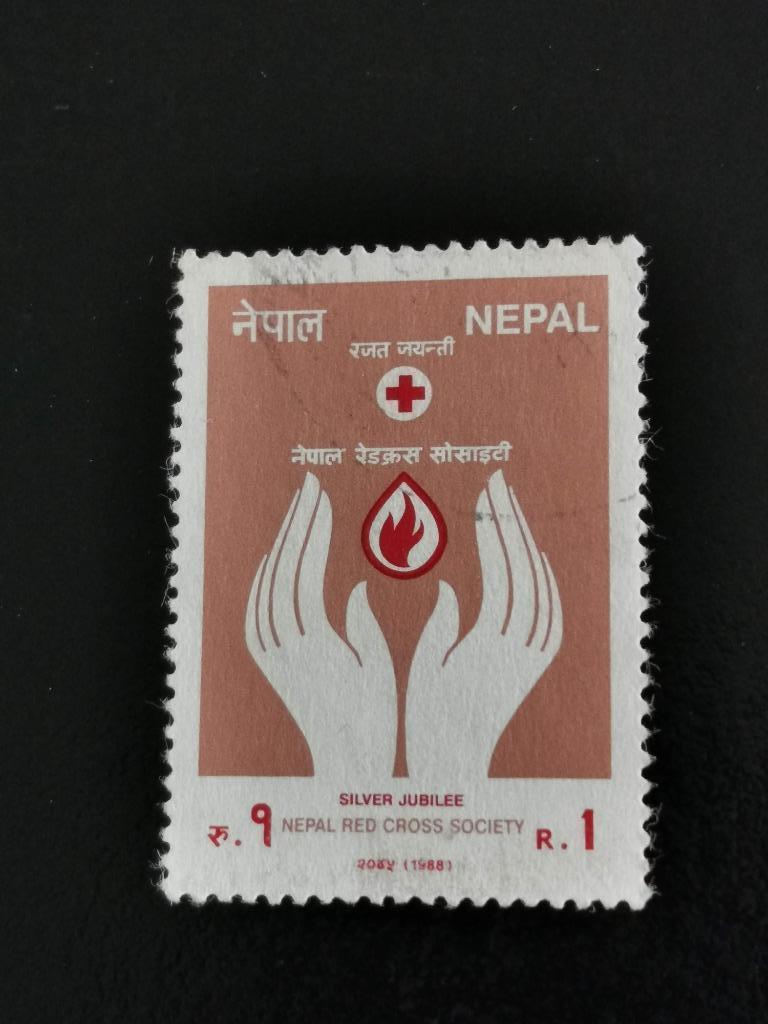 नेपाल NEPAL
रजत जयन्ती
नेपाल रेडक्रस सोसाइटी
SILVER JUBILEE
रु. १ NEPAL RED CROSS SOCIETY R. 1
२०४५ (1988)